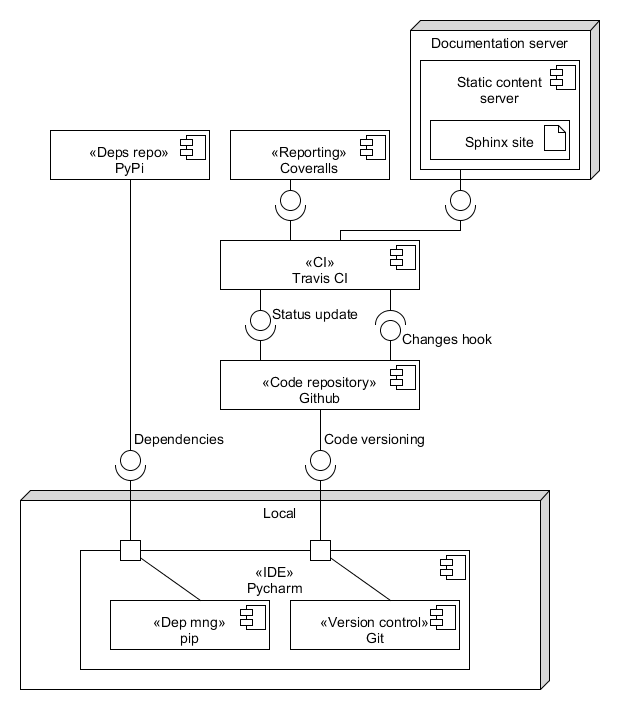 Documentation server
Static content
server
Sphinx site
«Deps repo»
PyPi
«Reporting»
Coveralls
«CI»
Travis CI
Status update
Changes hook
«Code repository»
Github
Dependencies
Code versioning
Local
«IDE»
Pycharm
«Dep mng»
pip
«Version control»
Git